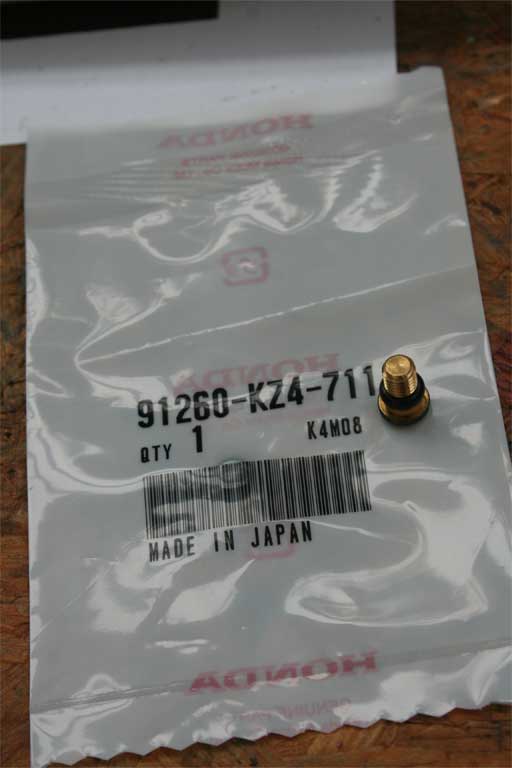 HONDA
HONDA
91260-KZ4-711
QTY 1
K4M08
MADE IN JAPAN
HONDA